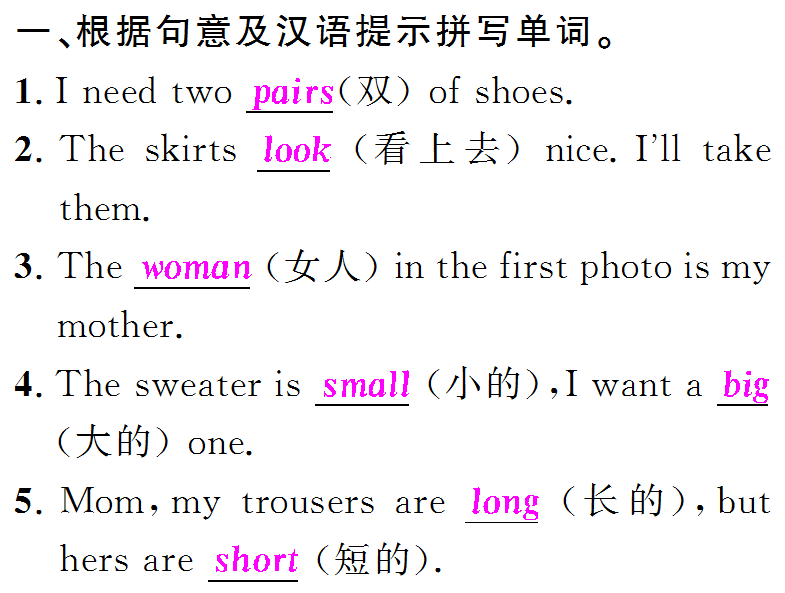 一、根据句意及汉语提示拼写单词。
1. I need two pairs(双) of shoes.
2. The skirts look (看上去) nice. I'll take
them.
3. The woman (女人) in the first photo is my
mother.
4. The sweater is small (小的),I want a big
(大的) one.
5. Mom, my trousers are long (长的), but
hers are short (短的).